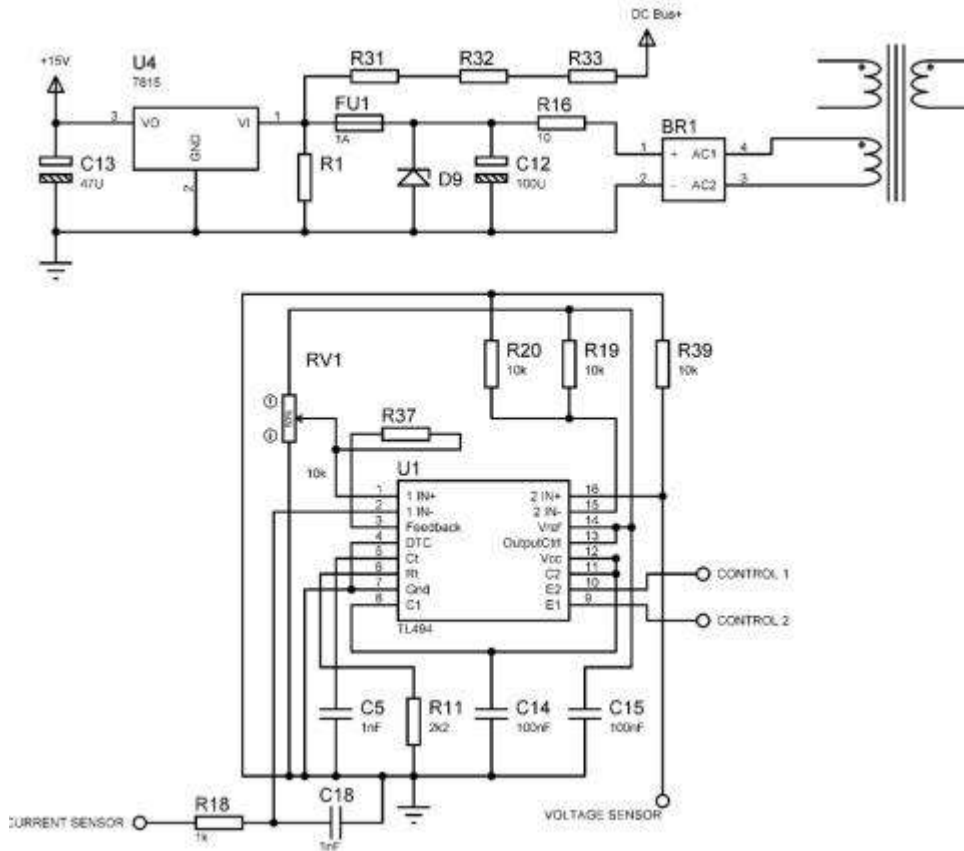 DC Bus+
+15V
U4
7815
R31
R32
R33
FU1
1A
R16
10
BR1
3
VO
VI
1
GND
2
R1
C13
47U
D9
C12
100U
1
+
AC1
4
2
-
AC2
3
RV1
10k
R20
10k
R19
10k
R39
10k
R37
U1
1
1 IN+
2 IN+
16
2
1 IN-
2 IN-
15
3
Feedback
Vref
14
4
DTC
OutputCtrl
13
5
Ct
Vcc
12
6
Rt
C2
11
7
Gnd
E2
10
8
C1
E1
9
TL494
CONTROL 1
CONTROL 2
C5
1nF
R11
2k2
C14
100nF
C15
100nF
R18
1k
C18
1nF
CURRENT SENSOR
VOLTAGE SENSOR